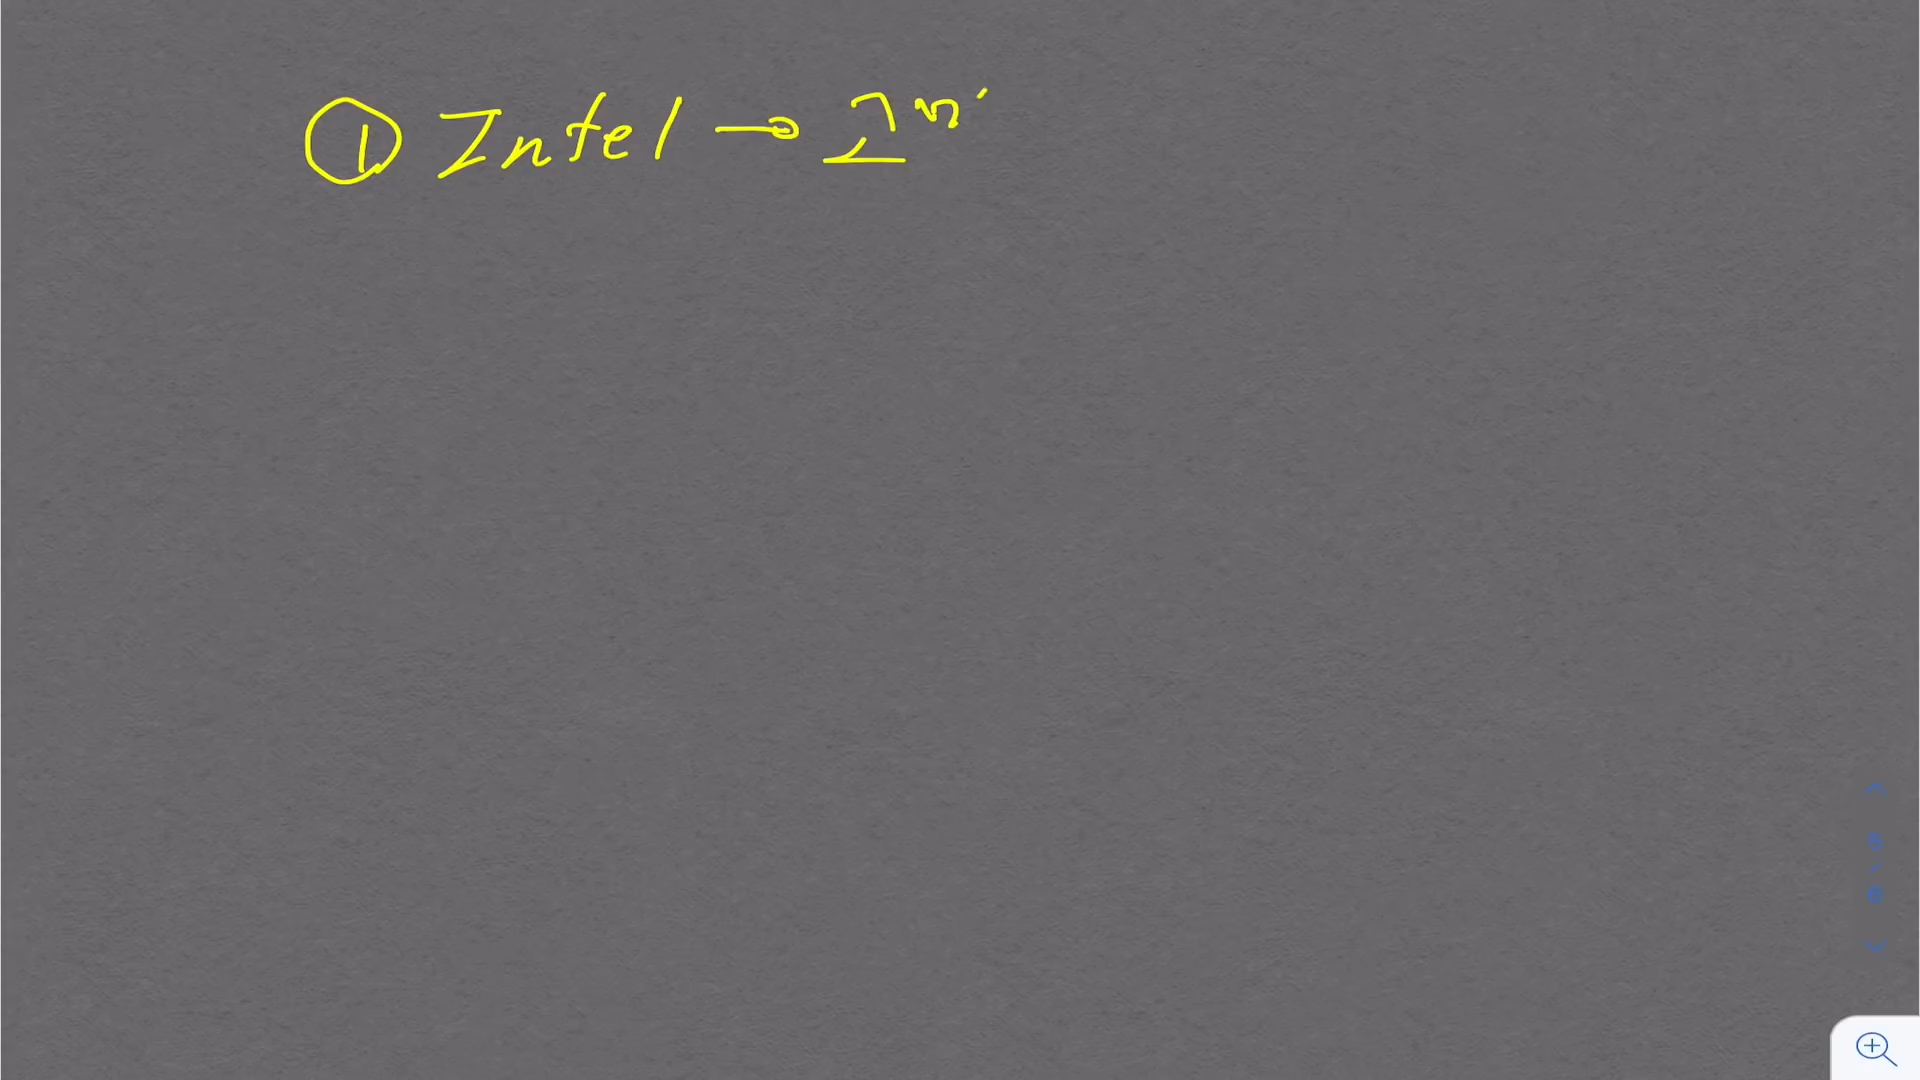 ① Intel →